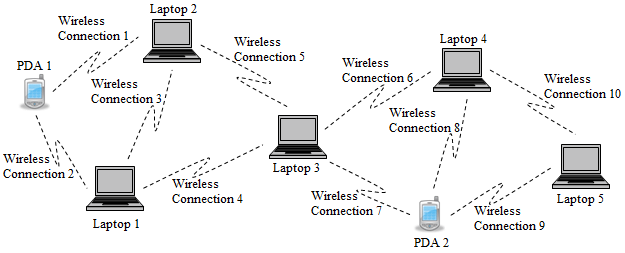 Laptop 2
Wireless
Connection 1
Wireless
Connection 3
Wireless
Connection 5
PDA 1
Wireless
Connection 2
Laptop 1
Wireless
Connection 4
Laptop 3
Wireless
Connection 6
Laptop 4
Wireless
Connection 8
Wireless
Connection 10
Wireless
Connection 7
PDA 2
Wireless
Connection 9
Laptop 5